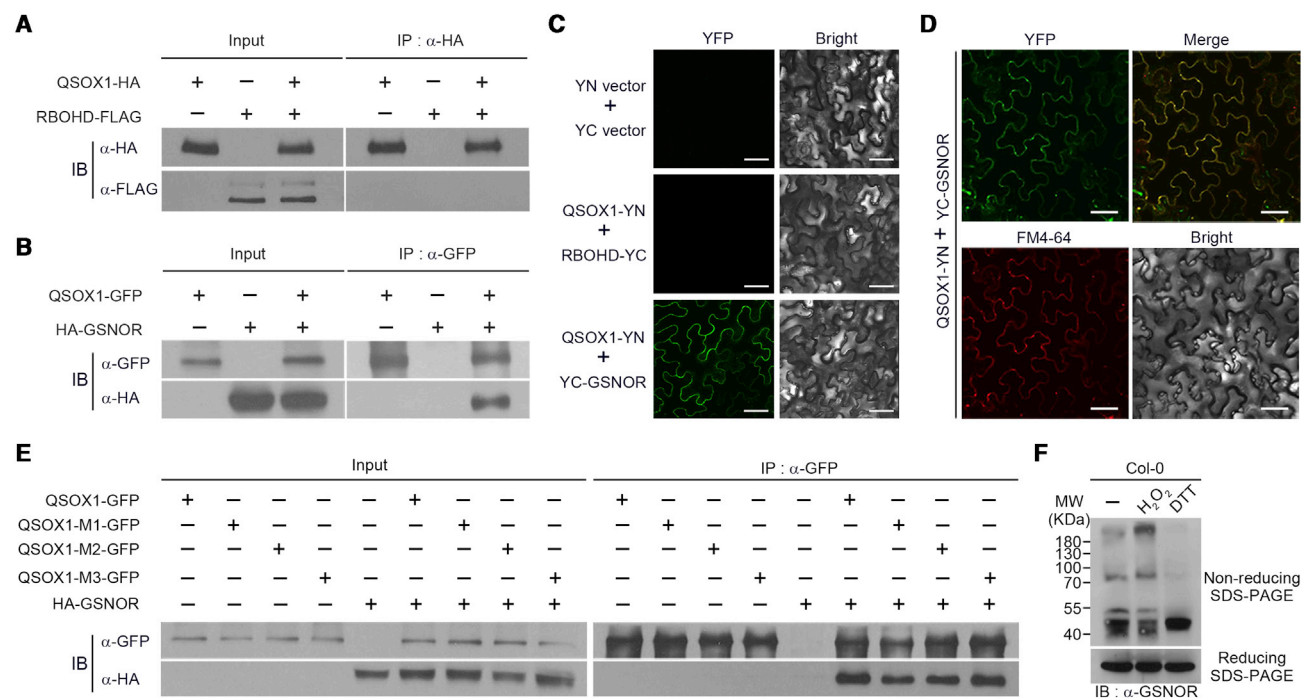 A
Input
IP : α-HA
QSOX1-HA + − + + − +
RBOHD-FLAG − + + − + +
IB
α-HA
α-FLAG
B
Input
IP : α-GFP
QSOX1-GFP + − + + − +
HA-GSNOR − + + − + +
IB
α-GFP
α-HA
C
YFP
Bright
YN vector
+
YC vector
QSOX1-YN
+
RBOHD-YC
QSOX1-YN
+
YC-GSNOR
D
YFP
Merge
QSOX1-YN + YC-GSNOR
FM4-64
Bright
E
Input
IP : α-GFP
QSOX1-GFP + − − − − + − − − + − − − − + − − −
QSOX1-M1-GFP − + − − − − + − − − + − − − − + − −
QSOX1-M2-GFP − − + − − − − + − − − + − − − − + −
QSOX1-M3-GFP − − − + − − − − + − − − + − − − − +
HA-GSNOR − − − − + + + + + − − − − + + + + +
IB
α-GFP
α-HA
F
Col-0
MW
(KDa)
− H₂O₂ DTT
180
130
100
70
55
40
Non-reducing
SDS-PAGE
Reducing
SDS-PAGE
IB : α-GSNOR